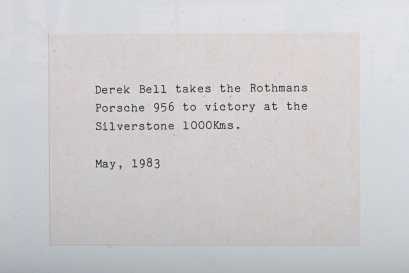 Derek Bell takes the Rothmans
Porsche 956 to victory at the
Silverstone 1000Kms.
May, 1983